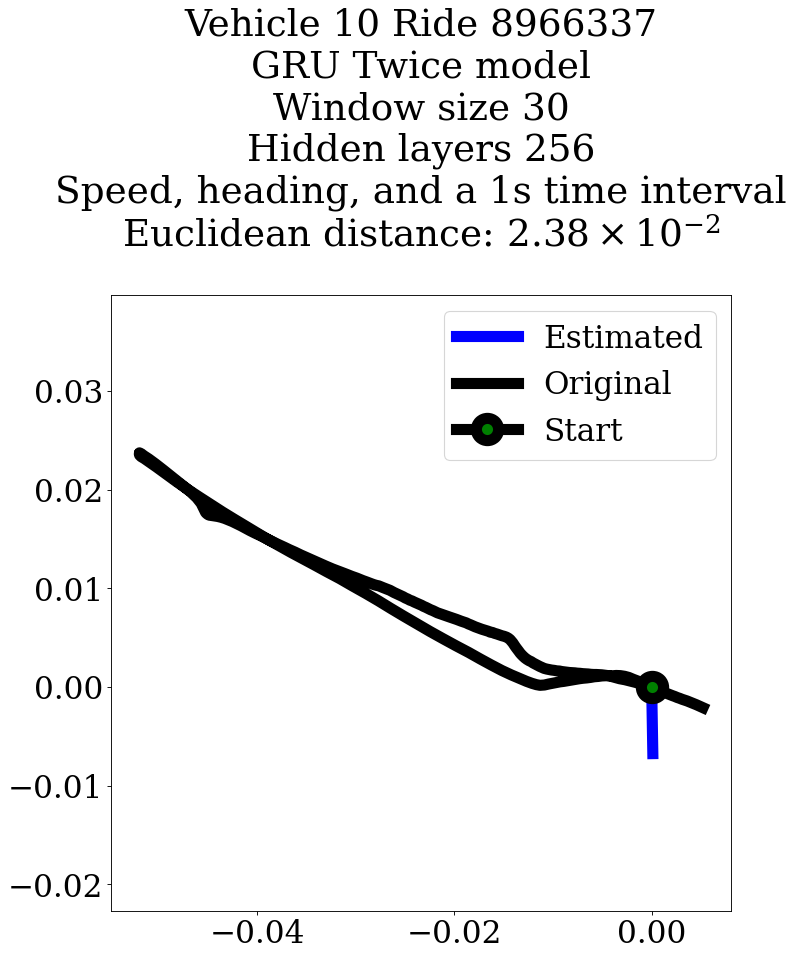 Vehicle 10 Ride 8966337
GRU Twice model
Window size 30
Hidden layers 256
Speed, heading, and a 1s time interval
Euclidean distance: 2.38 × 10⁻²
Estimated
Original
Start
0.03
0.02
0.01
0.00
−0.01
−0.02
−0.04
−0.02
0.00